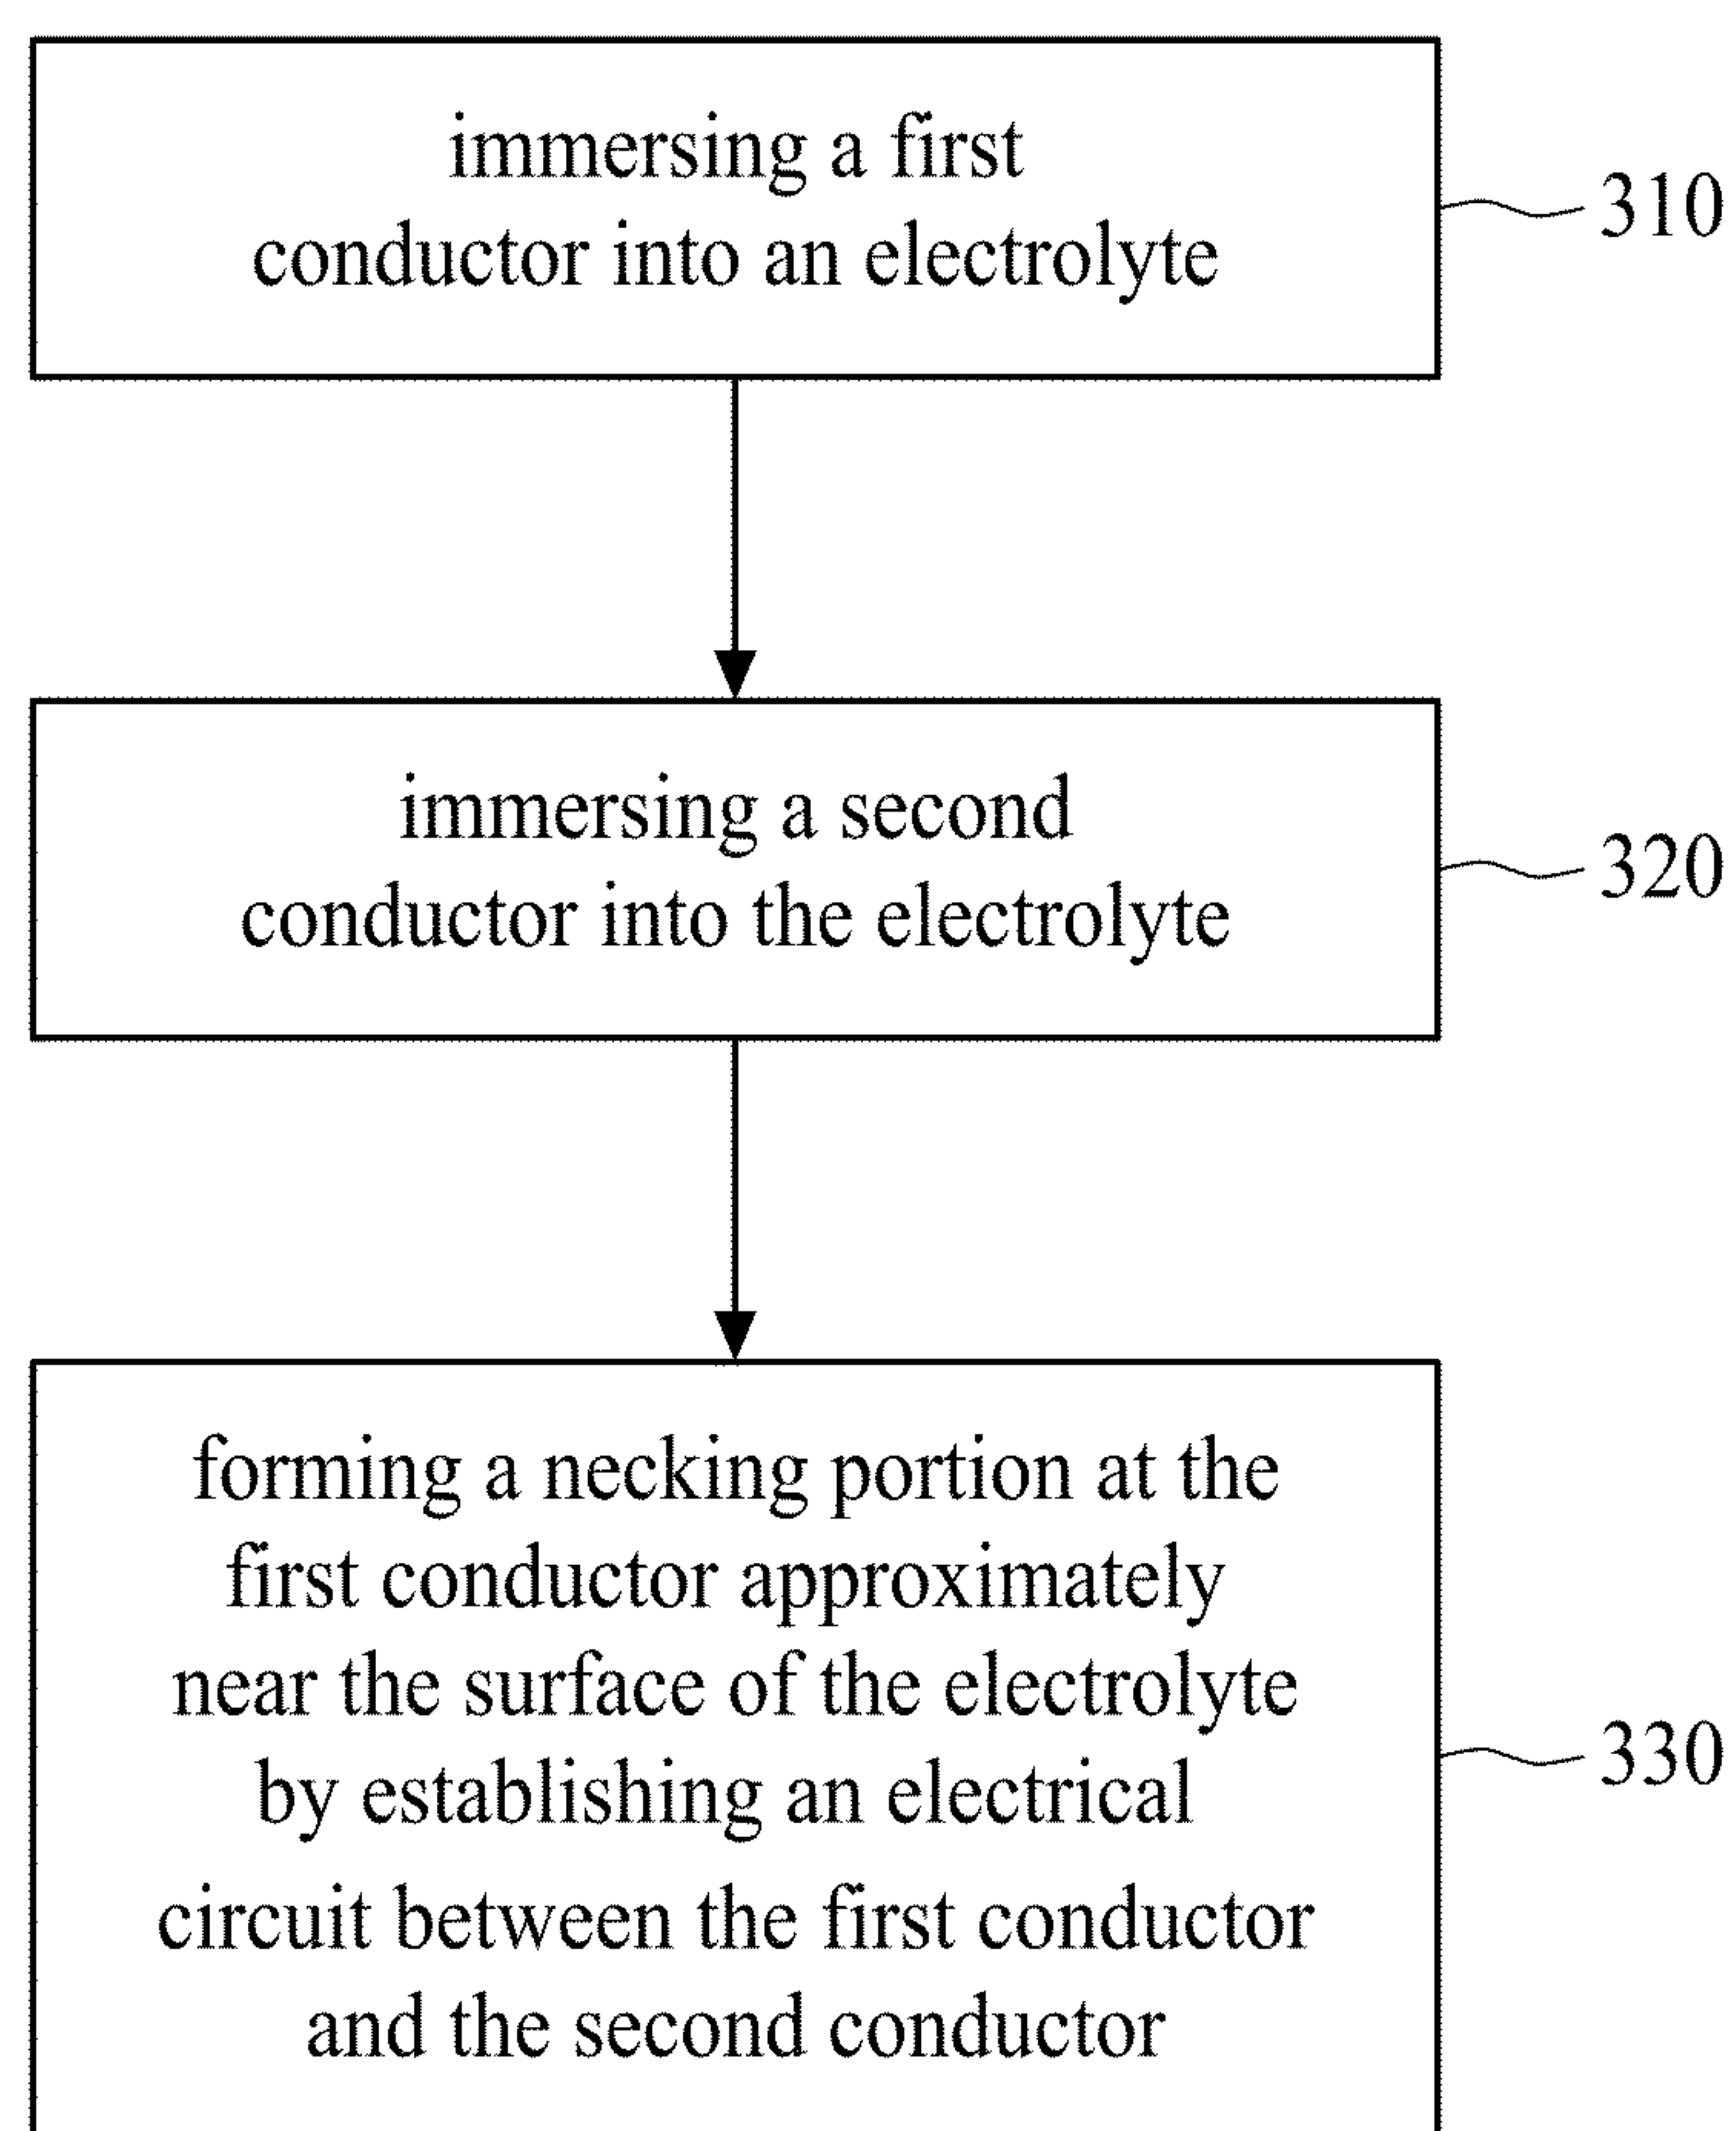 immersing a first
conductor into an electrolyte
310
immersing a second
conductor into the electrolyte
320
forming a necking portion at the
first conductor approximately
near the surface of the electrolyte
by establishing an electrical
circuit between the first conductor
and the second conductor
330